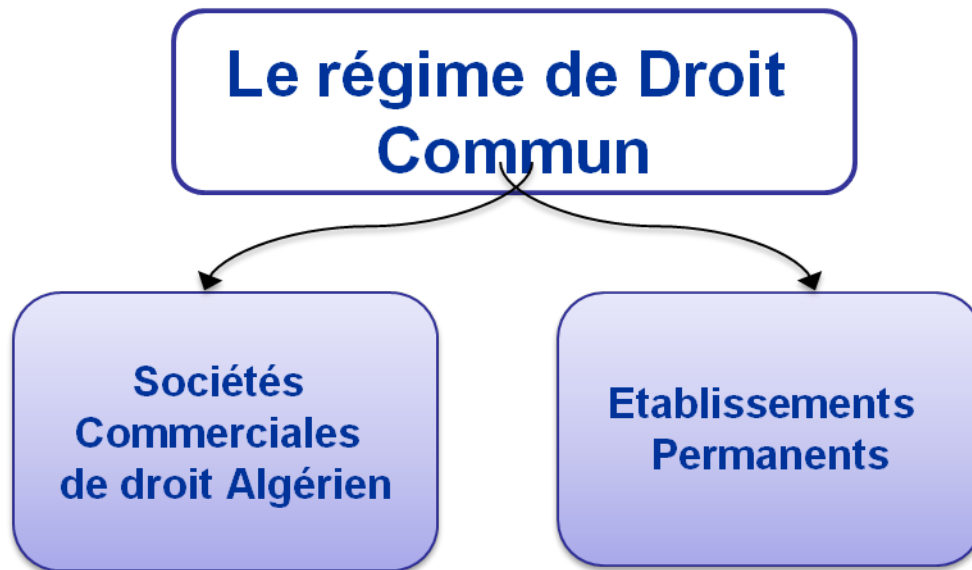 Le régime de Droit
Commun
Sociétés
Commerciales
de droit Algérien
Etablissements
Permanents